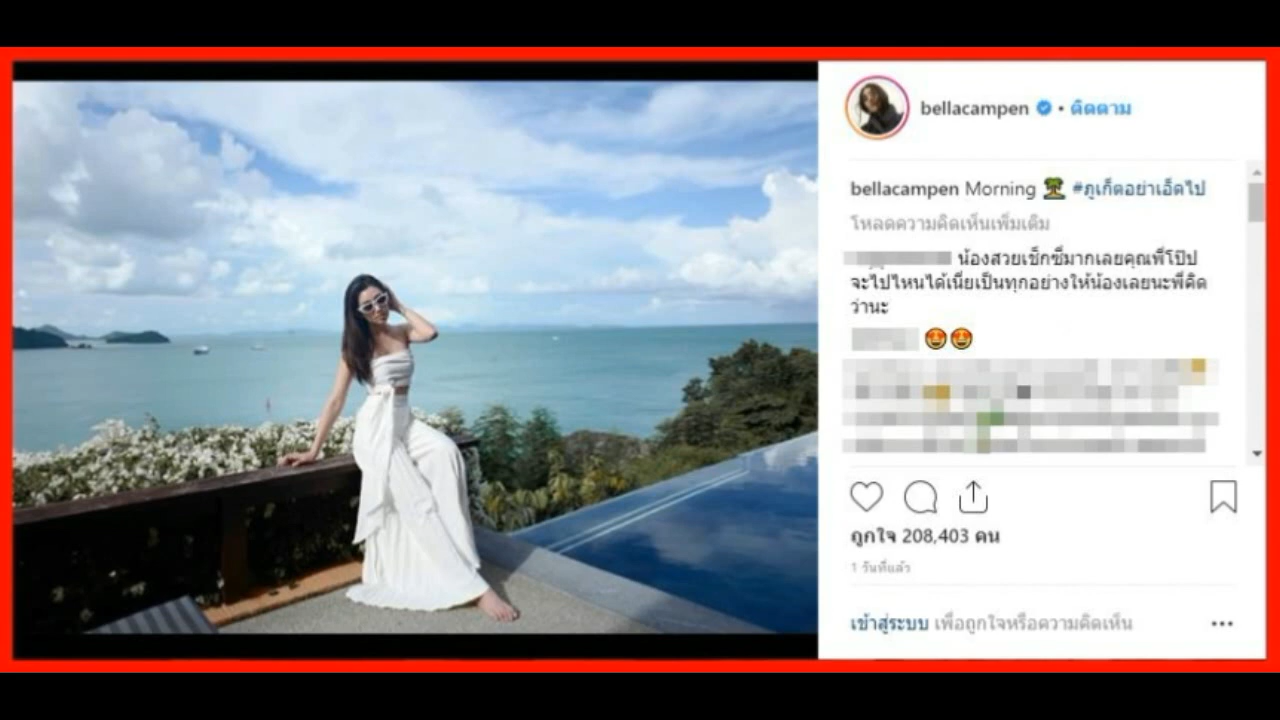 bellacampen • ติดตาม
bellacampen Morning #ภูเก็ตอย่าเอ็ดไป
โหลดความคิดเห็นเพิ่มเติม
น้องสวยเซ็กซี่มากเลยคุณพี่โป๊ป
จะไปไหนได้เนี่ยเป็นทุกอย่างให้น้องเลยนะพี่คิด
ว่านะ
ถูกใจ 208,403 คน
1 วันที่แล้ว
เข้าสู่ระบบ เพื่อถูกใจหรือความคิดเห็น